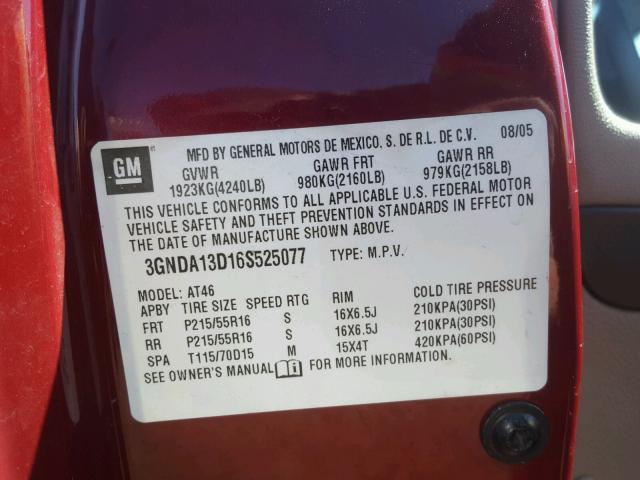 GM
MFD BY GENERAL MOTORS DE MEXICO, S. DE R.L. DE C.V. 08/05
GVWR GAWR FRT GAWR RR
1923KG(4240LB) 980KG(2160LB) 979KG(2158LB)
THIS VEHICLE CONFORMS TO ALL APPLICABLE U.S. FEDERAL MOTOR
VEHICLE SAFETY AND THEFT PREVENTION STANDARDS IN EFFECT ON
THE DATE OF MANUFACTURE SHOWN ABOVE.
3GNDA13D16S525077 TYPE: M.P.V.
MODEL: AT46
APBY TIRE SIZE SPEED RTG RIM COLD TIRE PRESSURE
FRT P215/55R16 S 16X6.5J 210KPA(30PSI)
RR P215/55R16 S 16X6.5J 210KPA(30PSI)
SPA T115/70D15 M 15X4T 420KPA(60PSI)
SEE OWNER'S MANUAL FOR MORE INFORMATION.